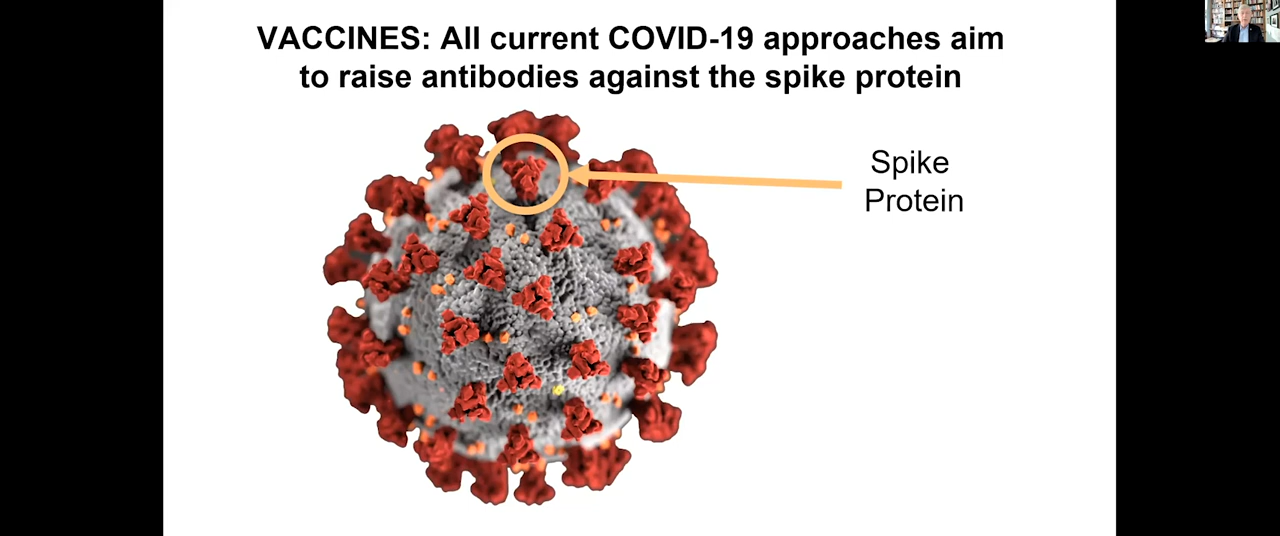 VACCINES: All current COVID-19 approaches aim
to raise antibodies against the spike protein
Spike
Protein